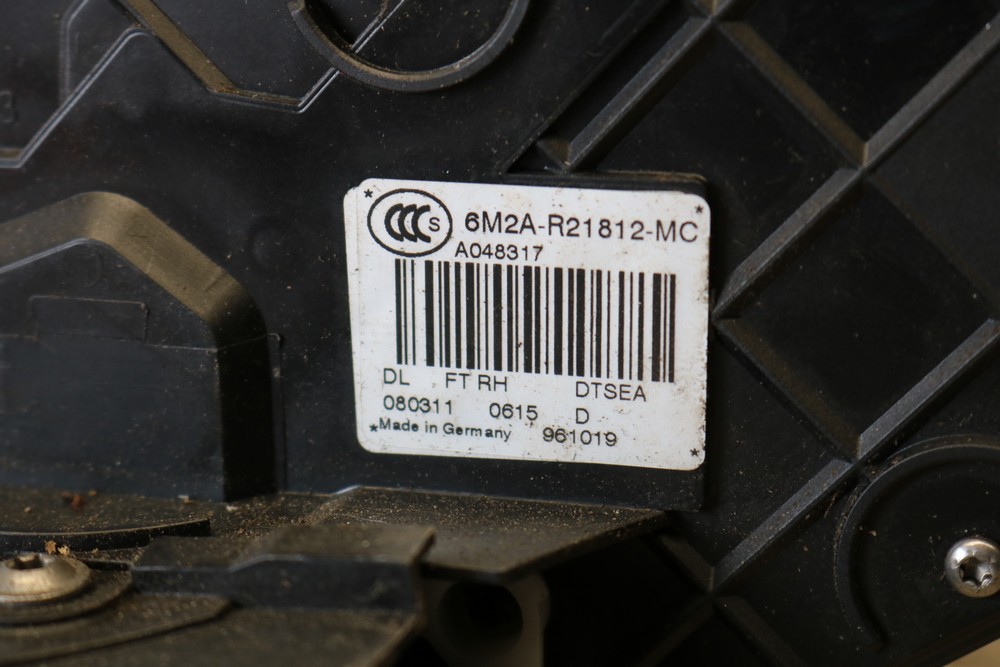 CCC S 6M2A-R21812-MC
A048317
DL FT RH DTSEA
080311 0615 D
*Made in Germany 961019